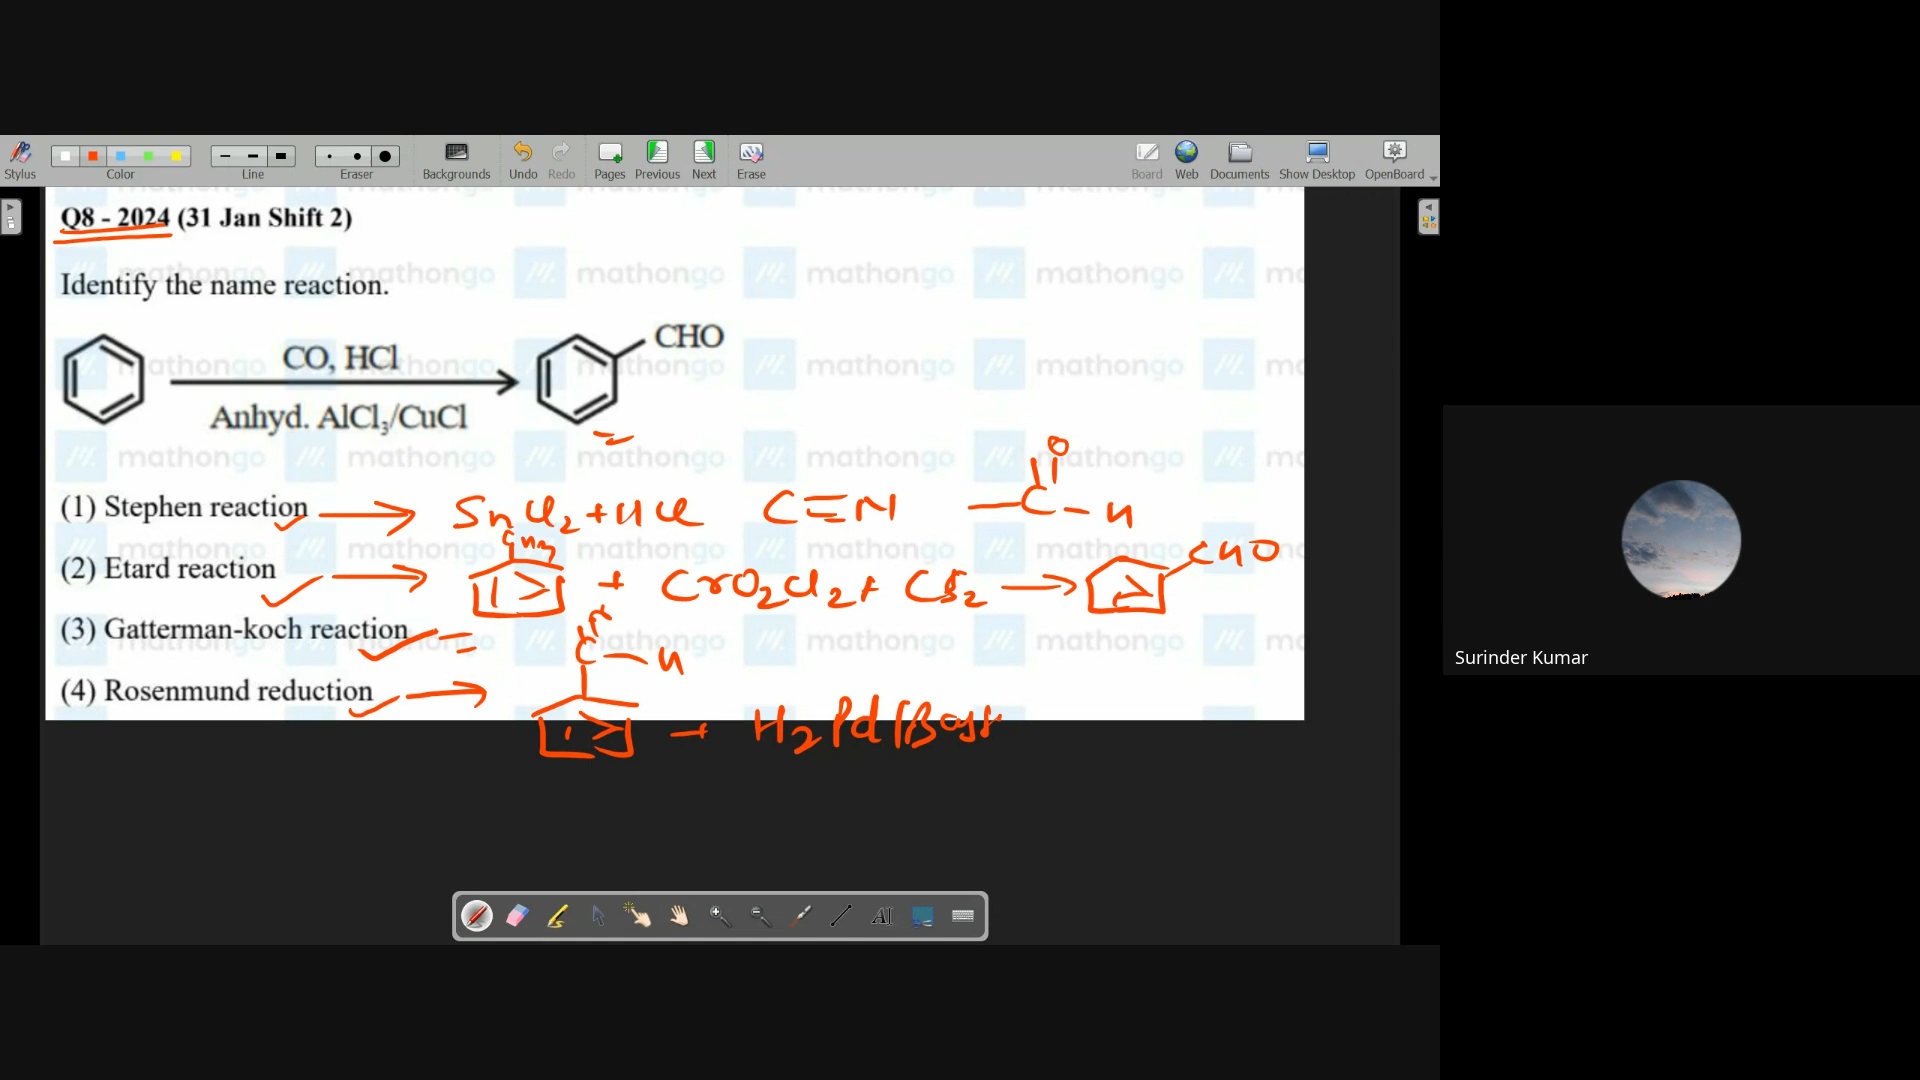 Stylus
Color
Line
Eraser
Backgrounds
Undo
Redo
Pages
Previous
Next
Erase
Board
Web
Documents
Show Desktop
OpenBoard
Q8 - 2024 (31 Jan Shift 2)
Identify the name reaction.
CHO
CO, HCl
Anhyd. AlCl₃/CuCl
O
(1) Stephen reaction → SnCl₂ + HCl C≡N C-H
CH₃
(2) Etard reaction → + CrO₂Cl₂ + CS₂ → CHO
(3) Gatterman-koch reaction
C-H
(4) Rosenmund reduction →
+ H₂ Pd/BaSO₄
mathongo
Surinder Kumar
AI